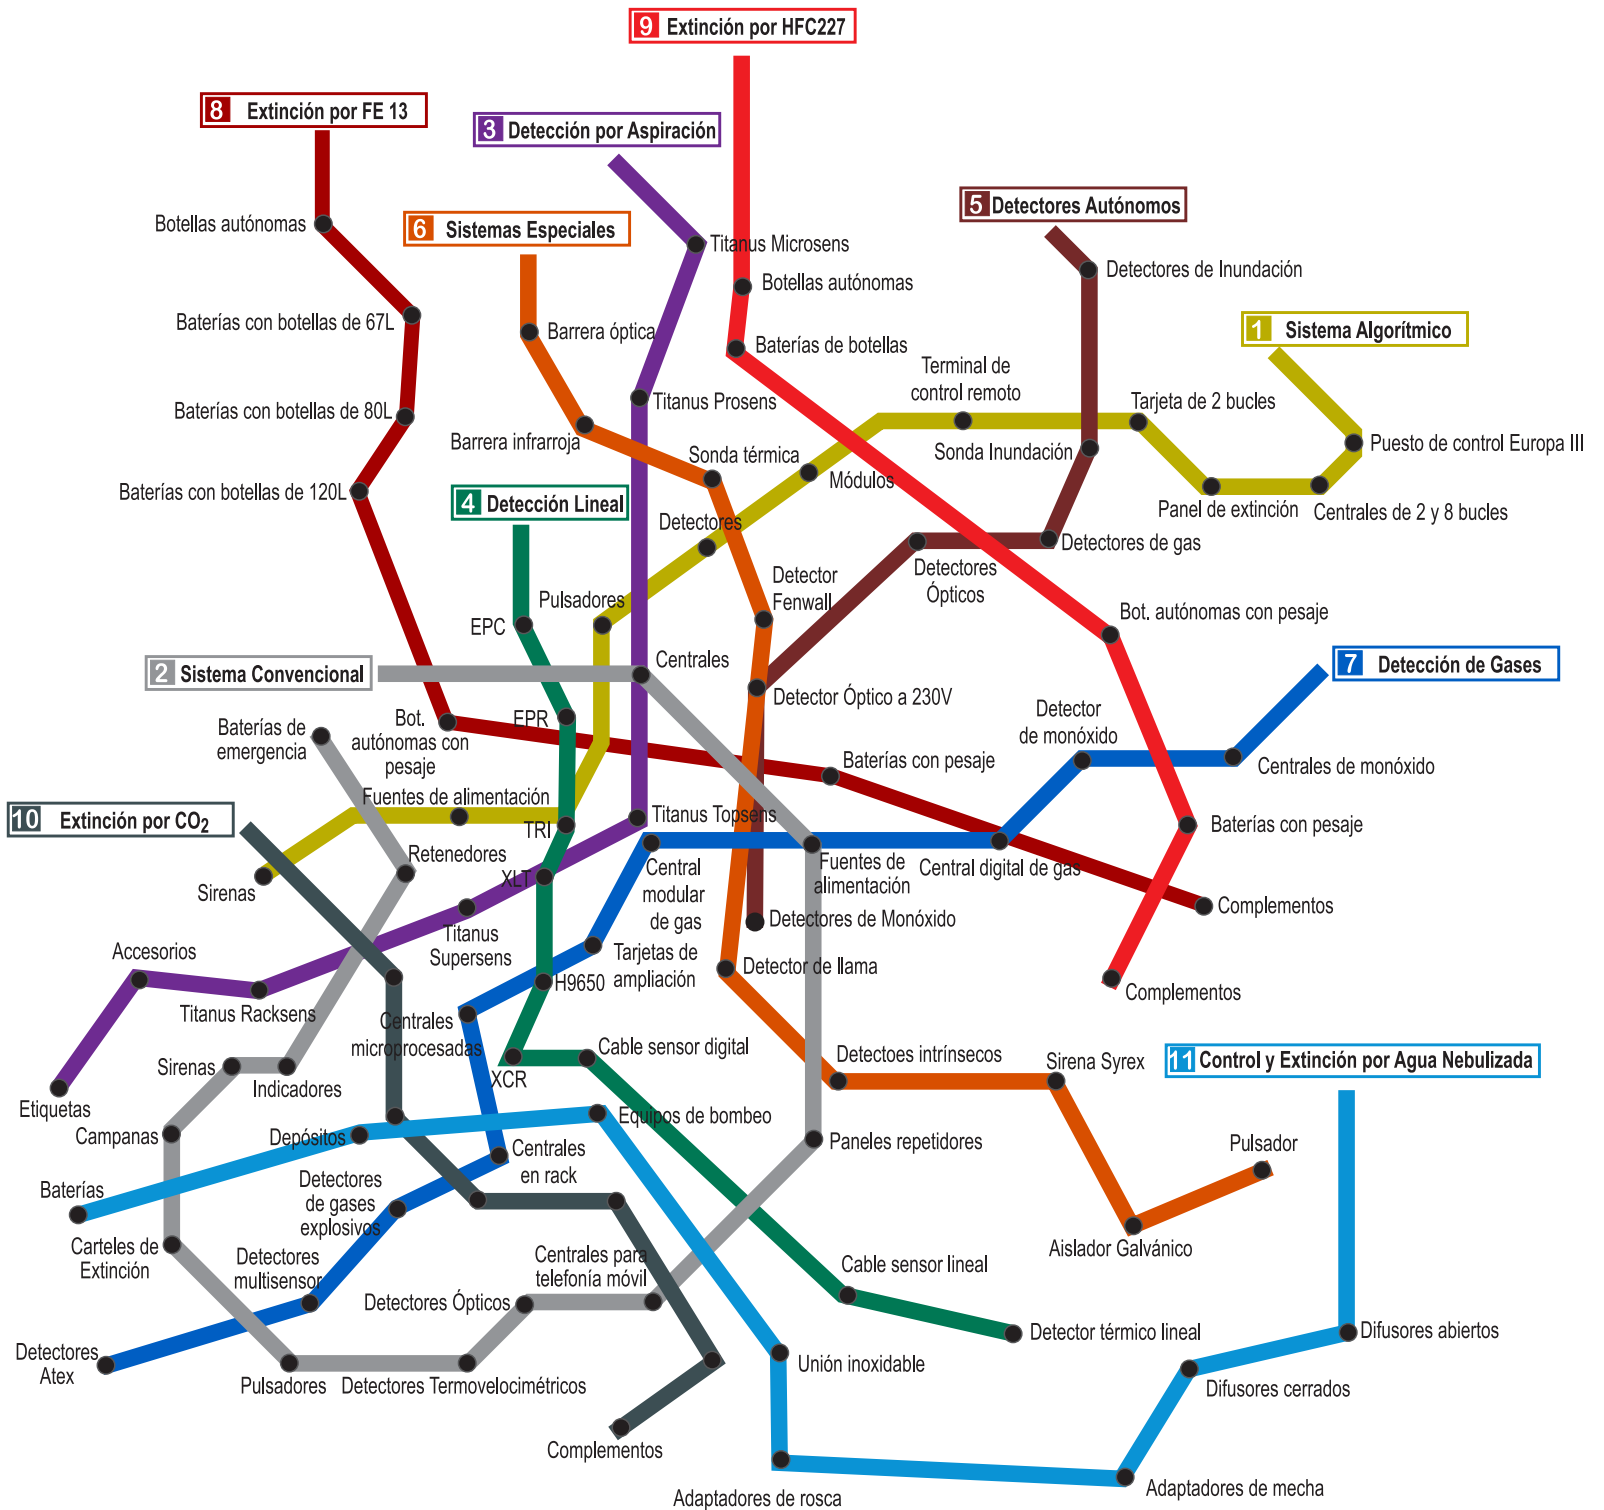 9 Extinción por HFC227
8 Extinción por FE 13
3 Detección por Aspiración
5 Detectores Autónomos
6 Sistemas Especiales
Botellas autónomas
Titanus Microsens
Detectores de Inundación
Botellas autónomas
Baterías con botellas de 67L
Barrera óptica
1 Sistema Algorítmico
Baterías de botellas
Terminal de
control remoto
Titanus Prosens
Tarjeta de 2 bucles
Baterías con botellas de 80L
Barrera infarroja
Sonda térmica
Sonda Inundación
Puesto de control Europa III
Módulos
Baterías con botellas de 120L
4 Detección Lineal
Panel de extinción
Centrales de 2 y 8 bucles
Detectores
Detectores de gas
Detectores
Ópticos
Detector
Fenwall
Pulsadores
EPC
Bot. autónomas con pesaje
2 Sistema Convencional
Centrales
7 Detección de Gases
Detector Óptico a 230V
Baterías de
emergencia
Bot.
autónomas con
pesaje
EPR
Detector
de monóxido
Baterías con pesaje
Centrales de monóxido
Fuentes de alimentación
10 Extinción por CO2
TRI
Titanus Topsens
Baterías con pesaje
Retenedores
Sirenas
XLT
Central
modular
de gas
Fuentes de
alimentación
Central digital de gas
Complementos
Detectores de Monóxido
Titanus
Supersens
Accesorios
Tarjetas de
ampliación
Detector de llama
H9650
Complementos
Titanus Racksens
Centrales
microprocesadas
Cable sensor digital
Detectoes intrínsecos
Sirena Syrex
11 Control y Extinción por Agua Nebulizada
Sirenas
Indicadores
XCR
Etiquetas
Campanas
Depósitos
Equipos de bombeo
Paneles repetidores
Pulsador
Centrales
en rack
Baterías
Detectores
de gases
explosivos
Carteles de
Extinción
Aislador Galvánico
Detectores
multisensor
Centrales para
telefonía móvil
Cable sensor lineal
Detectores Ópticos
Detector térmico lineal
Difusores abiertos
Detectores
Atex
Unión inoxidable
Pulsadores
Detectores Termovelocimétricos
Difusores cerrados
Complementos
Adaptadores de rosca
Adaptadores de mecha